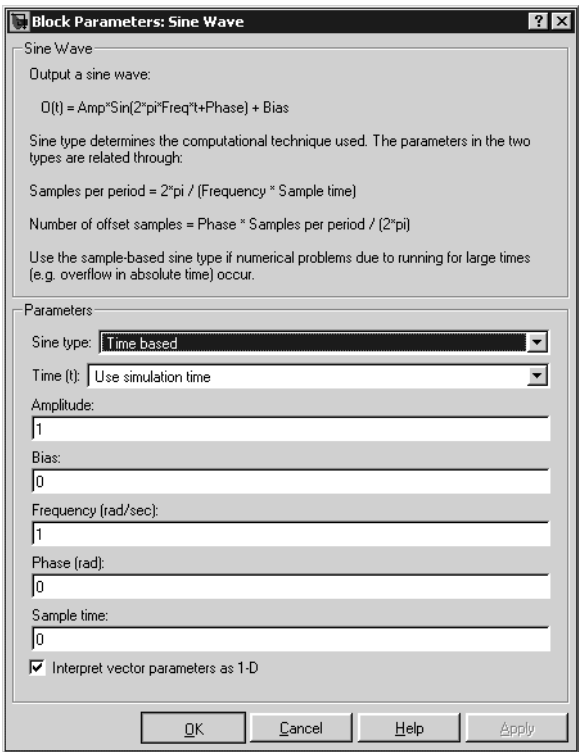 Block Parameters: Sine Wave
Sine Wave
Output a sine wave:
O(t) = Amp*Sin(2*pi*Freq*t+Phase) + Bias
Sine type determines the computational technique used. The parameters in the two
types are related through:
Samples per period = 2*pi / (Frequency * Sample time)
Number of offset samples = Phase * Samples per period / (2*pi)
Use the sample-based sine type if numerical problems due to running for large times
(e.g. overflow in absolute time) occur.
Parameters
Sine type: Time based
Time (t): Use simulation time
Amplitude:
1
Bias:
0
Frequency (rad/sec):
1
Phase (rad):
0
Sample time:
0
Interpret vector parameters as 1-D
OK Cancel Help Apply